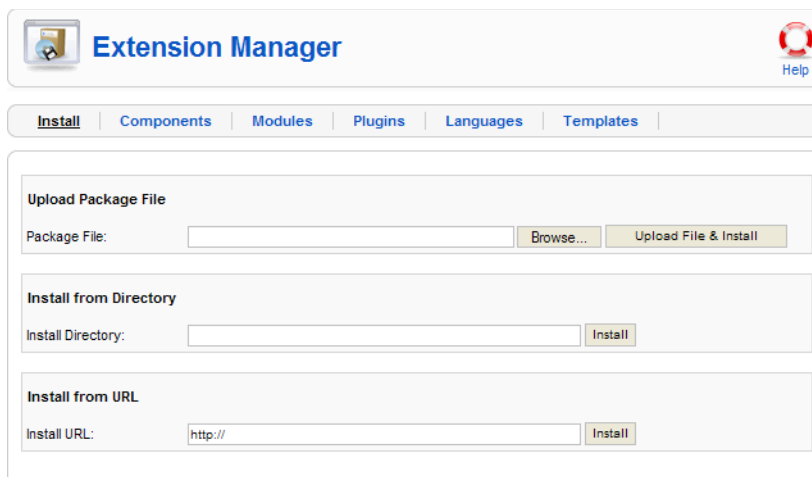 Extension Manager
Help
Install Components Modules Plugins Languages Templates
Upload Package File
Package File: Browse... Upload File & Install
Install from Directory
Install Directory: Install
Install from URL
Install URL: http:// Install